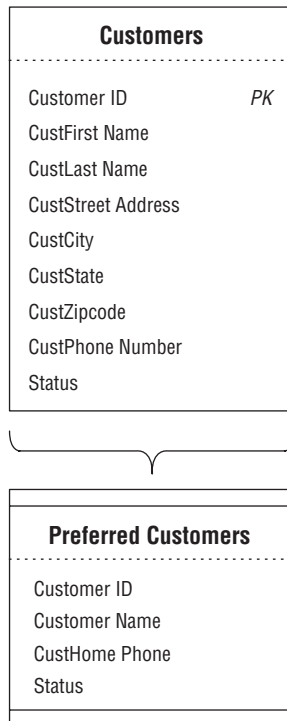 Customers
Customer ID PK
CustFirst Name
CustLast Name
CustStreet Address
CustCity
CustState
CustZipcode
CustPhone Number
Status
Preferred Customers
Customer ID
Customer Name
CustHome Phone
Status